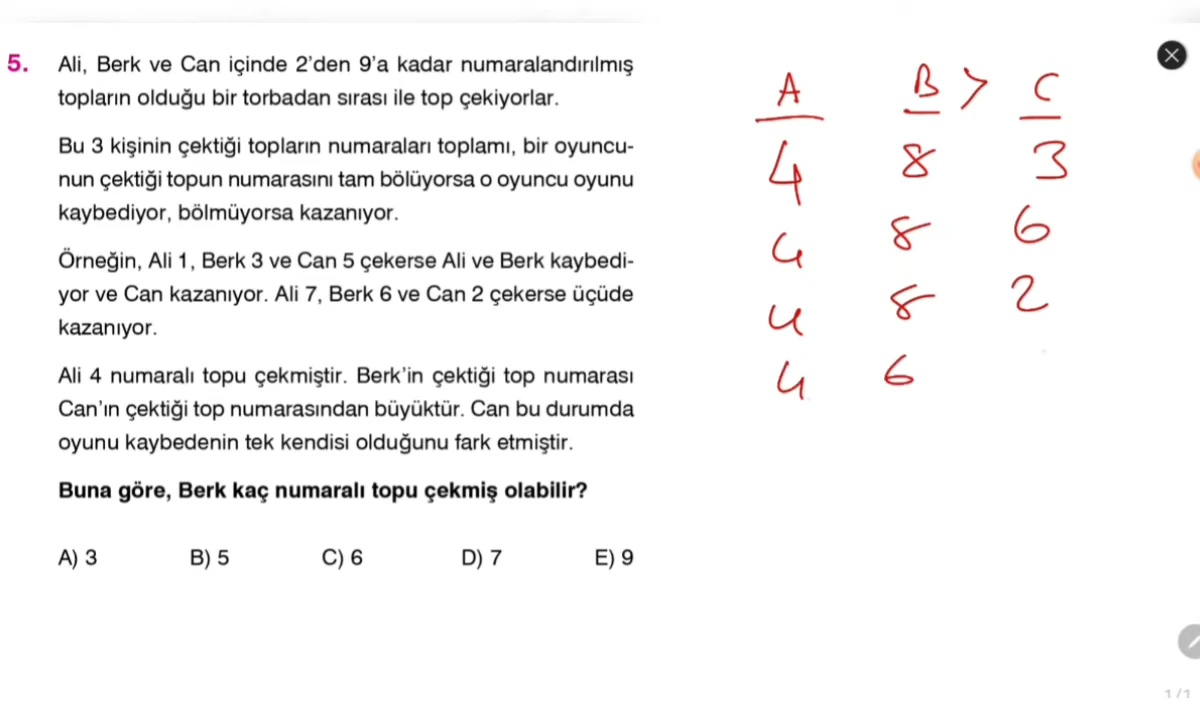 5. Ali, Berk ve Can içinde 2'den 9'a kadar numaralandırılmış
topların olduğu bir torbadan sırası ile top çekiyorlar.
Bu 3 kişinin çektiği topların numaraları toplamı, bir oyuncu-
nun çektiği topun numarasını tam bölüyorsa o oyuncu oyunu
kaybediyor, bölmüyorsa kazanıyor.
Örneğin, Ali 1, Berk 3 ve Can 5 çekerse Ali ve Berk kaybedi-
yor ve Can kazanıyor. Ali 7, Berk 6 ve Can 2 çekerse üçüde
kazanıyor.
Ali 4 numaralı topu çekmiştir. Berk'in çektiği top numarası
Can'ın çektiği top numarasından büyüktür. Can bu durumda
oyunu kaybedenin tek kendisi olduğunu fark etmiştir.
Buna göre, Berk kaç numaralı topu çekmiş olabilir?
A) 3 B) 5 C) 6 D) 7 E) 9
A B > C
4 8 3
4 8 6
4 8 2
4 6
1 / 1